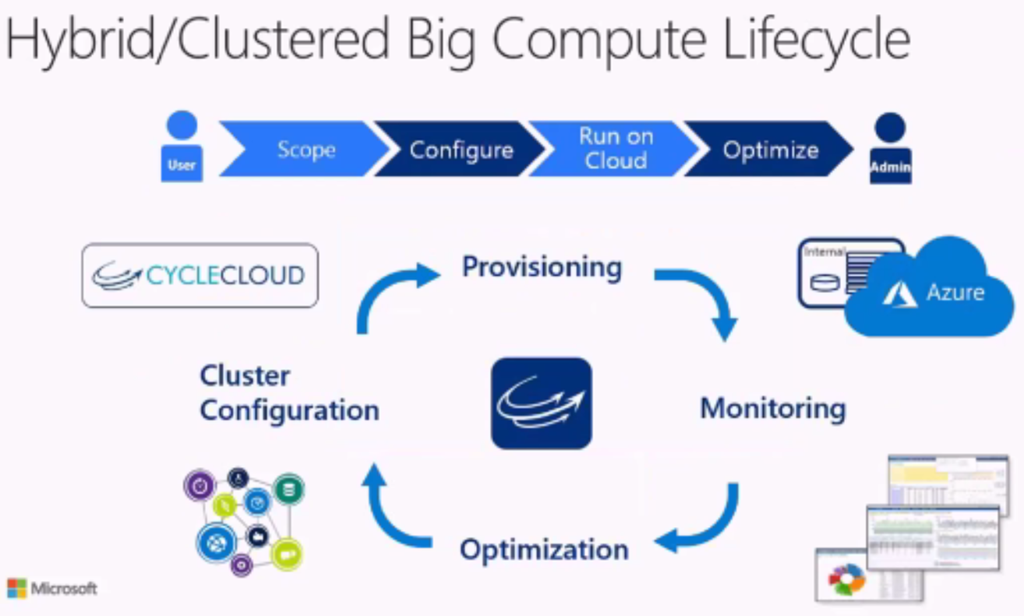 Hybrid/Clustered Big Compute Lifecycle
User
Scope
Configure
Run on
Cloud
Optimize
Admin
CYCLECLOUD
Provisioning
Internal
Azure
Cluster
Configuration
Monitoring
Optimization
Microsoft